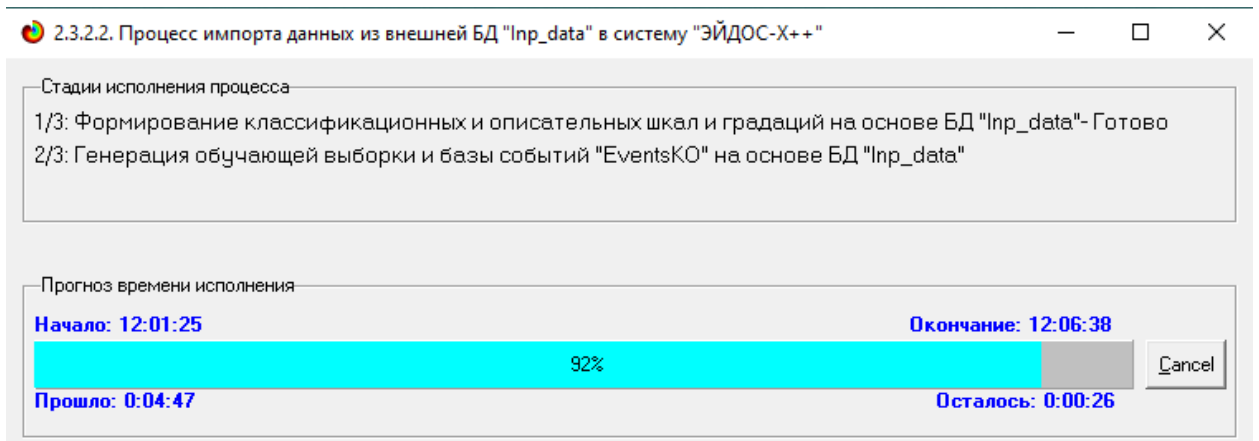 2.3.2.2. Процесс импорта данных из внешней БД "Inp_data" в систему "ЭЙДОС-X++"
Стадии исполнения процесса
1/3: Формирование классификационных и описательных шкал и градаций на основе БД "Inp_data"- Готово
2/3: Генерация обучающей выборки и базы событий "EventsKO" на основе БД "Inp_data"
Прогноз времени исполнения
Начало: 12:01:25 Окончание: 12:06:38
92% Cancel
Прошло: 0:04:47 Осталось: 0:00:26